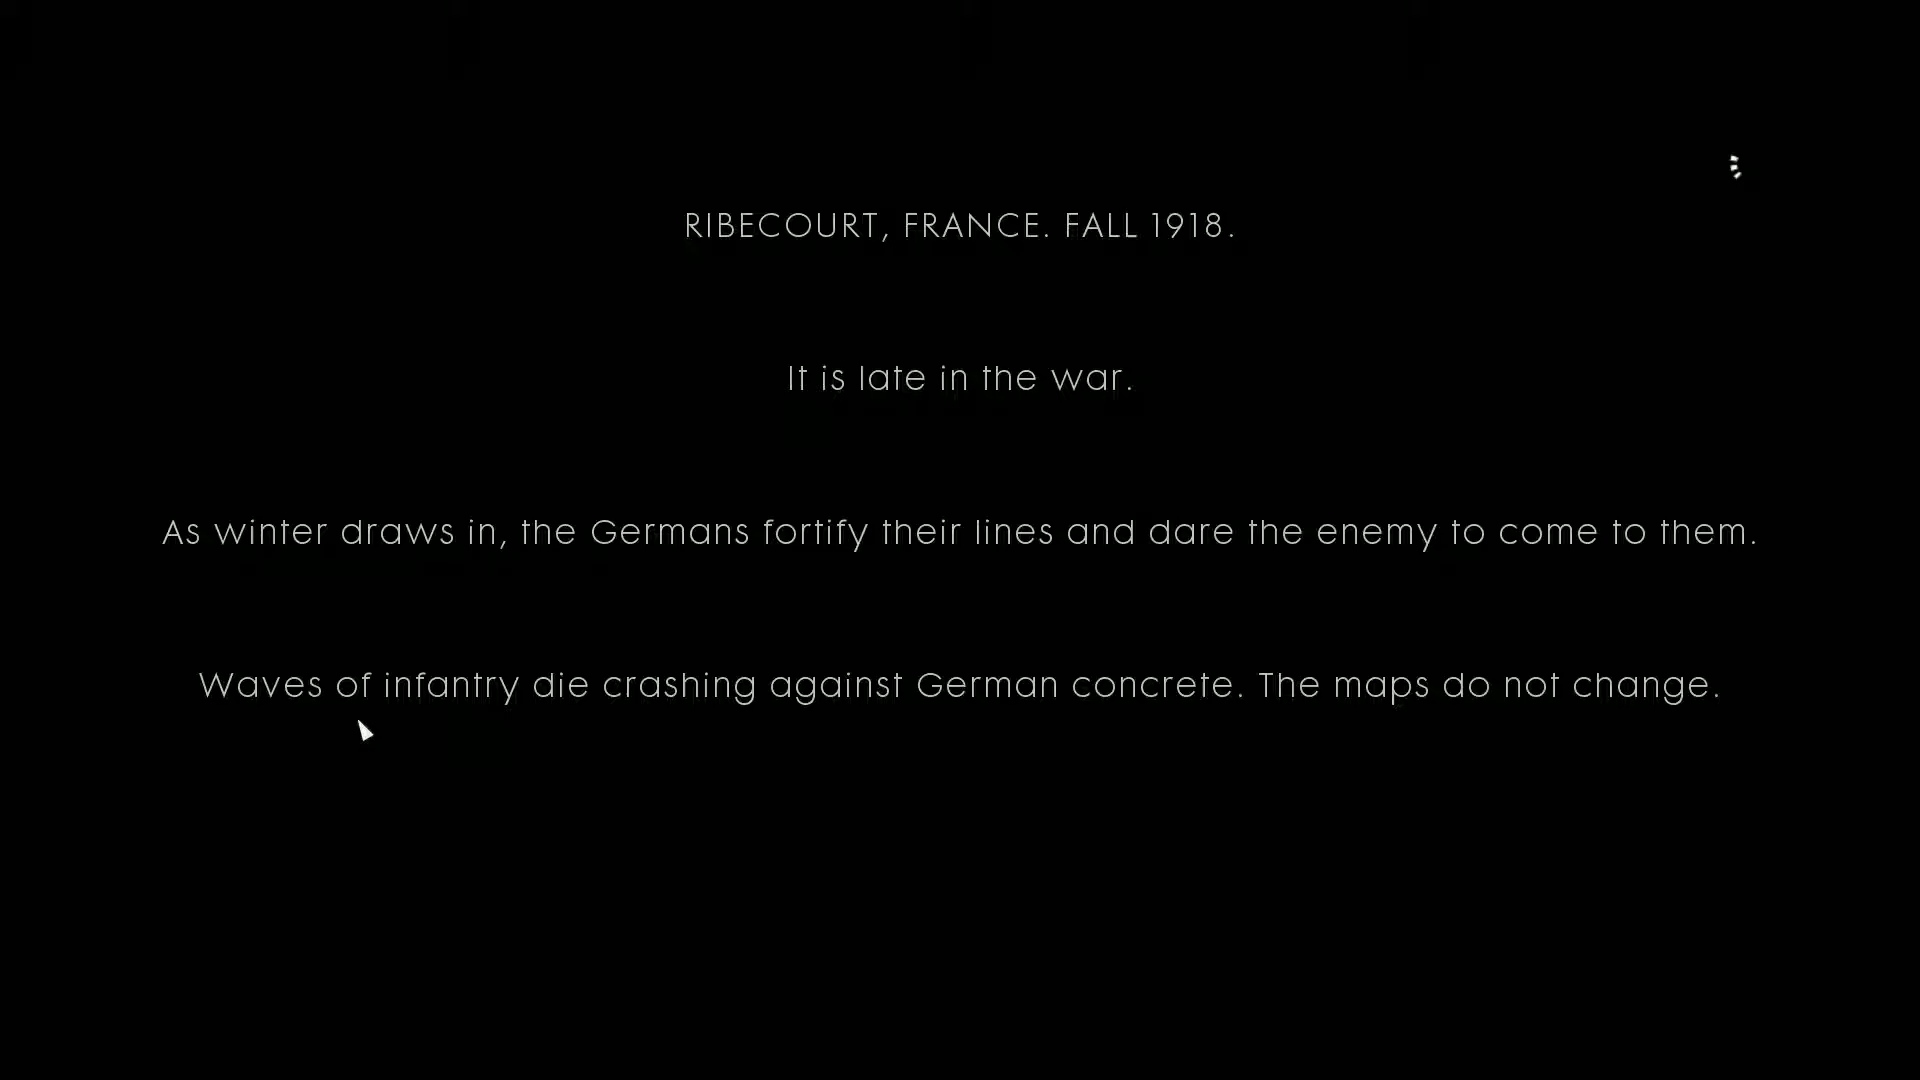 RIBECOURT, FRANCE. FALL 1918.
It is late in the war.
As winter draws in, the Germans fortify their lines and dare the enemy to come to them.
Waves of infantry die crashing against German concrete. The maps do not change.